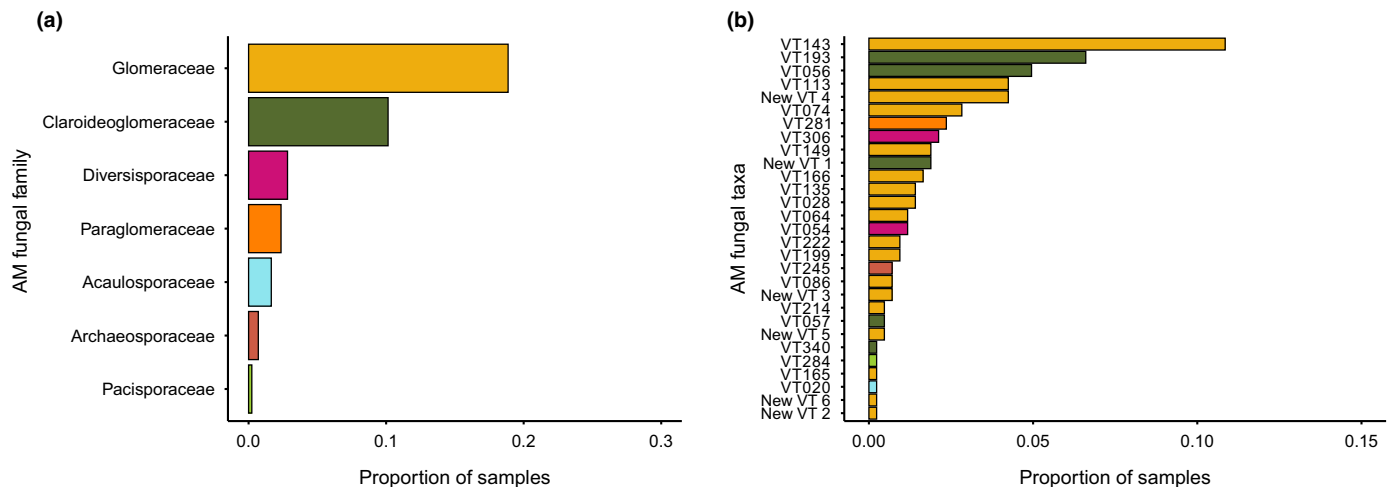 (a)
AM fungal family
Glomeraceae
Claroideoglomeraceae
Diversisporaceae
Paraglomeraceae
Acaulosporaceae
Archaeosporaceae
Pacisporaceae
0.0 0.1 0.2 0.3
Proportion of samples
(b)
AM fungal taxa
VT143
VT193
VT056
VT113
New VT 4
VT074
VT281
VT306
VT149
New VT 1
VT166
VT135
VT028
VT064
VT054
VT222
VT199
VT245
VT086
New VT 3
VT214
VT057
New VT 5
VT340
VT284
VT165
VT020
New VT 6
New VT 2
0.00 0.05 0.10 0.15
Proportion of samples